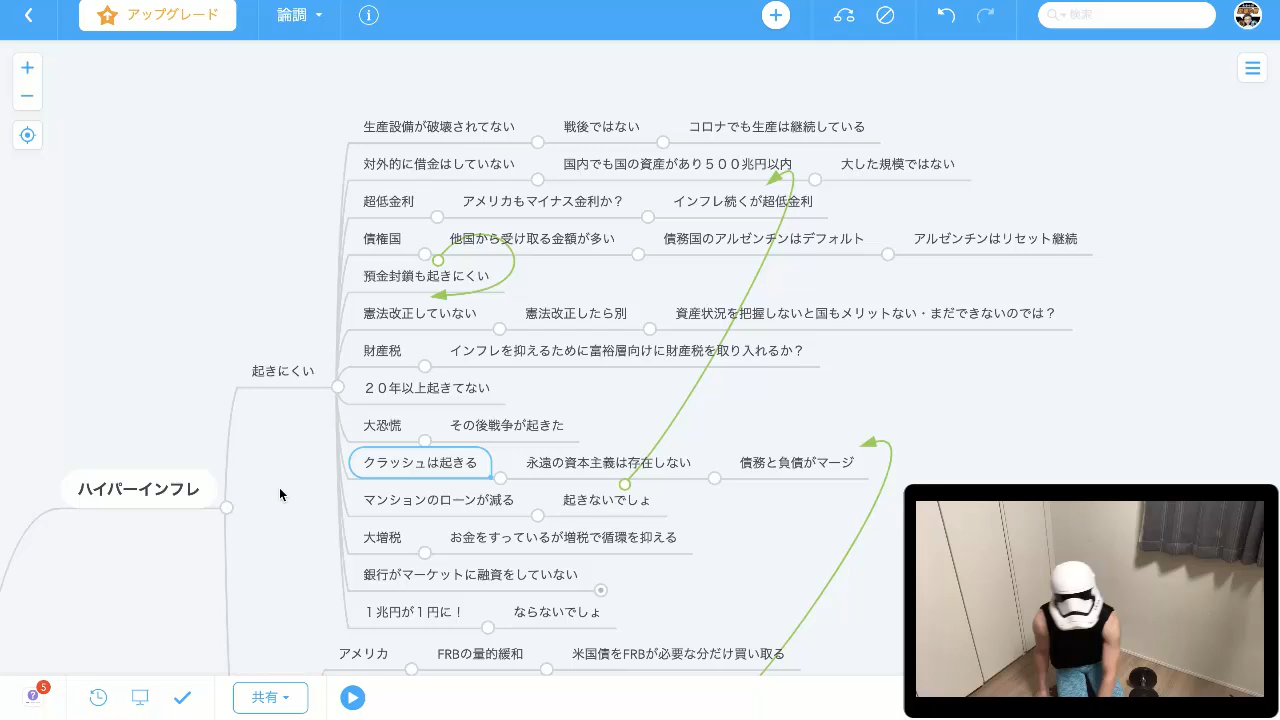 アップグレード
論調
検索
生産設備が破壊されてない 戦後ではない コロナでも生産は継続している
対外的に借金はしていない 国内でも国の資産があり５００兆円以内 大した規模ではない
超低金利 アメリカもマイナス金利か？ インフレ続くが超低金利
債権国 他国から受け取る金額が多い 債務国のアルゼンチンはデフォルト アルゼンチンはリセット継続
預金封鎖も起きにくい
憲法改正していない 憲法改正したら別 資産状況を把握しないと国もメリットない・まだできないのでは？
財産税 インフレを抑えるために富裕層向けに財産税を取り入れるか？
起きにくい
２０年以上起きてない
大恐慌 その後戦争が起きた
クラッシュは起きる 永遠の資本主義は存在しない 債務と負債がマージ
ハイパーインフレ
マンションのローンが減る 起きないでしょ
大増税 お金をすっているが増税で循環を抑える
銀行がマーケットに融資をしていない
１兆円が１円に！ ならないでしょ
アメリカ FRBの量的緩和 米国債をFRBが必要な分だけ買い取る
5
共有